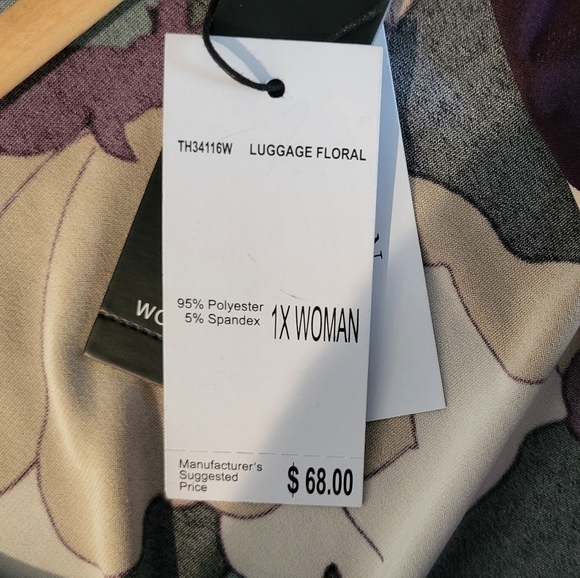 TH34116W LUGGAGE FLORAL
95% Polyester
5% Spandex
1X WOMAN
Manufacturer's
Suggested
Price
$ 68.00